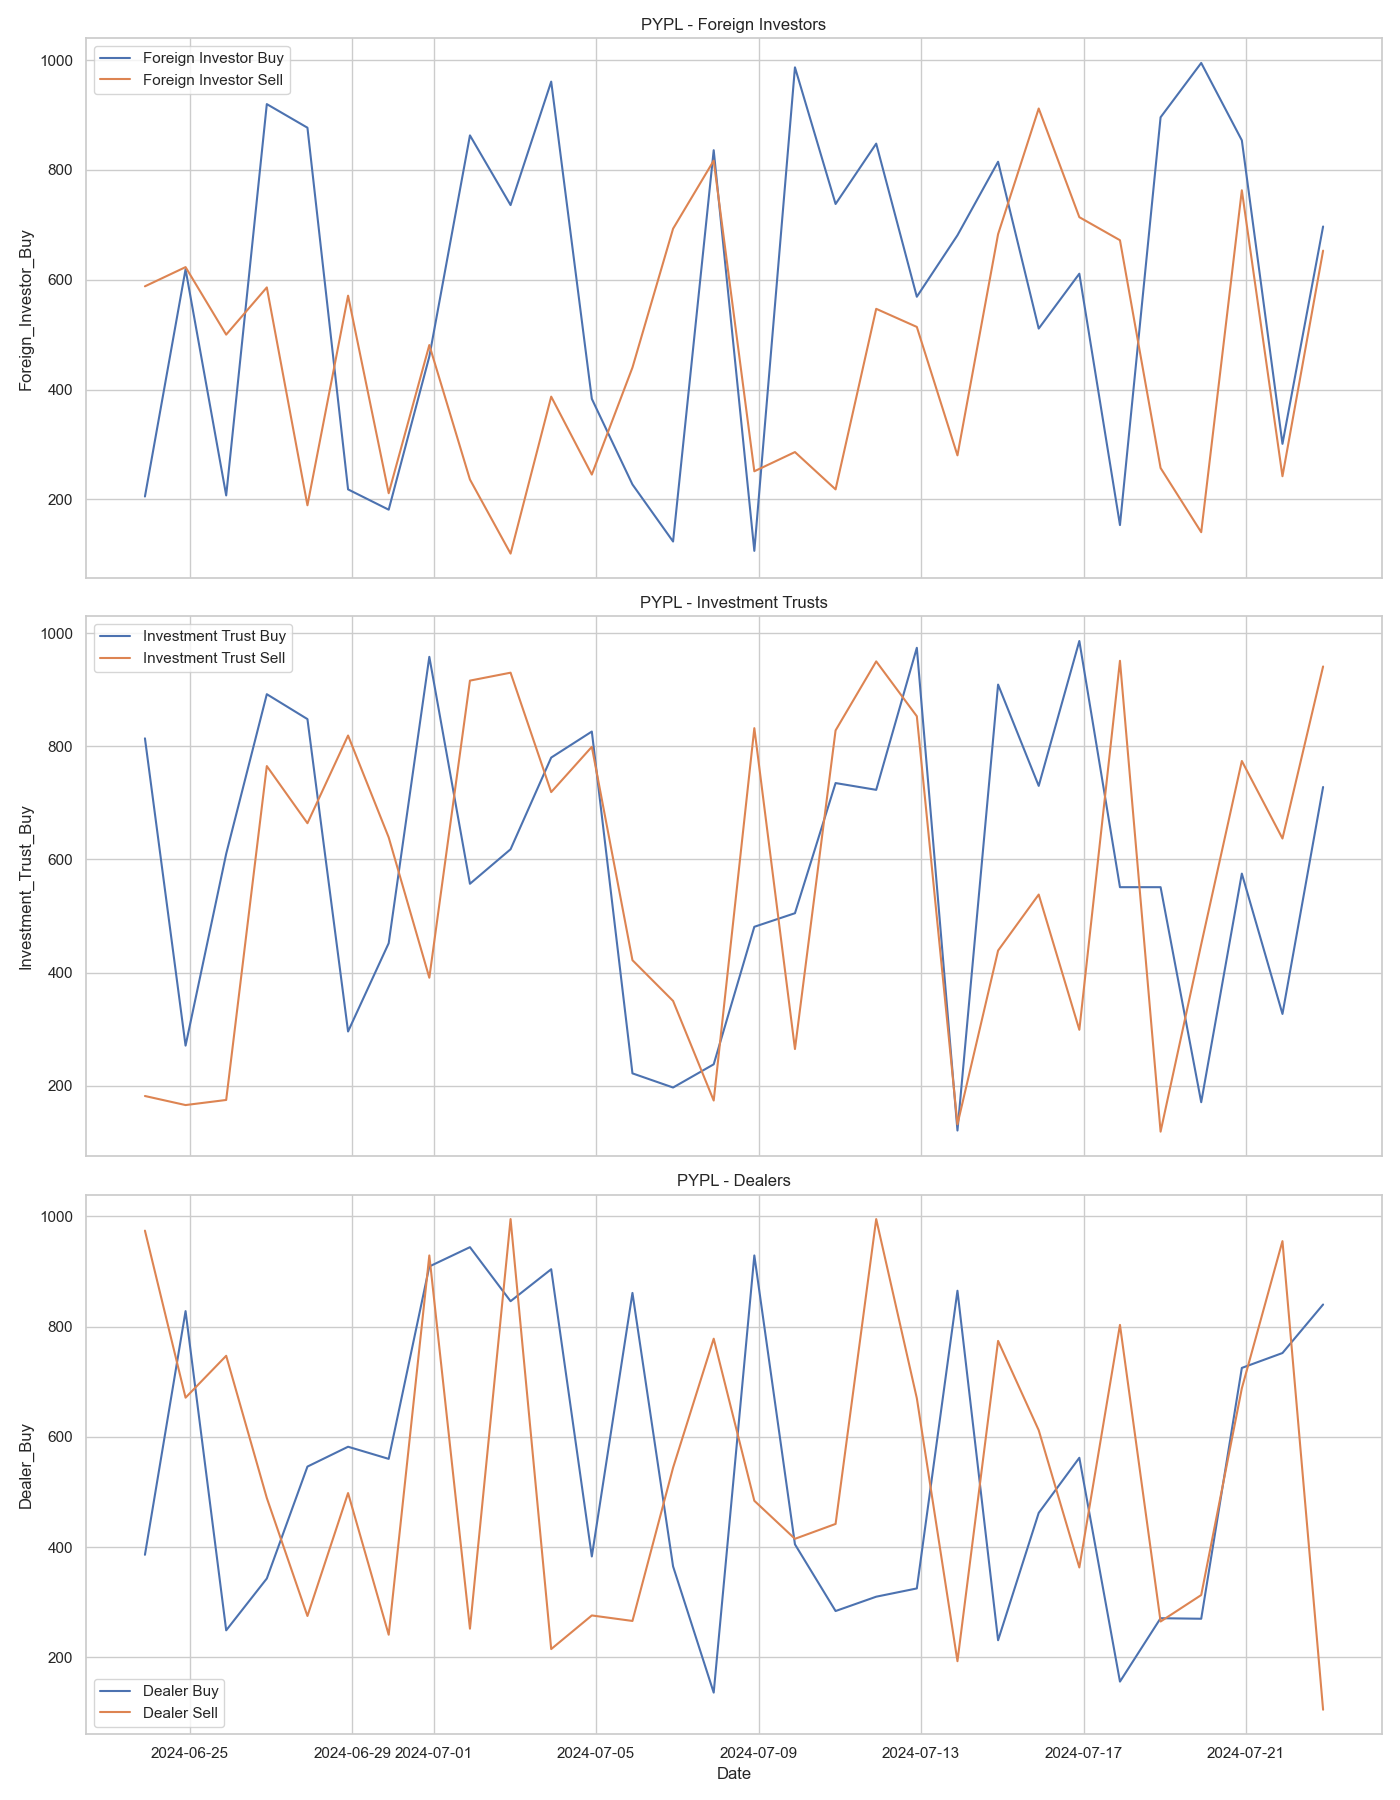 PYPL - Foreign Investors
Foreign Investor Buy
Foreign Investor Sell
1000
800
600
400
200
Foreign_Investor_Buy
PYPL - Investment Trusts
Investment Trust Buy
Investment Trust Sell
1000
800
600
400
200
Investment_Trust_Buy
PYPL - Dealers
1000
800
600
400
200
Dealer_Buy
Dealer Buy
Dealer Sell
2024-06-25 2024-06-29 2024-07-01 2024-07-05 2024-07-09 2024-07-13 2024-07-17 2024-07-21
Date